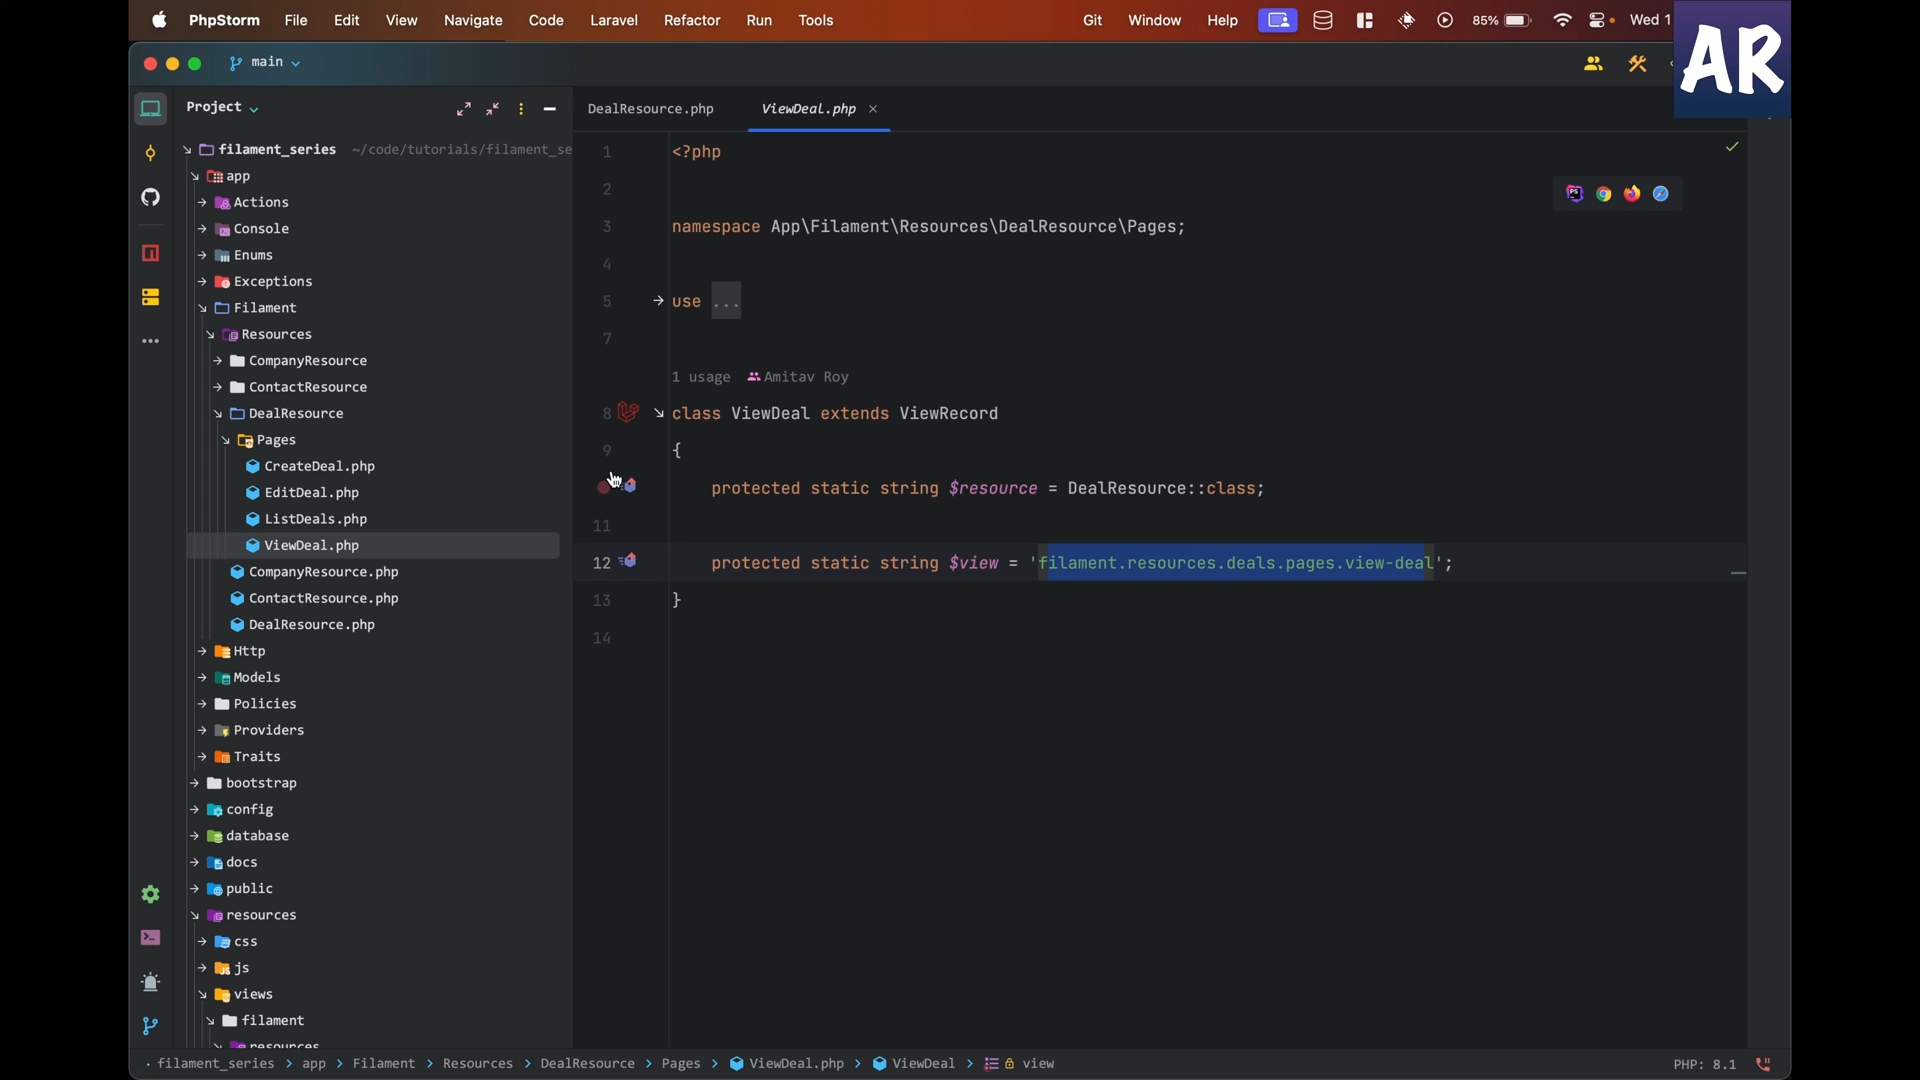 PhpStorm File Edit View Navigate Code Laravel Refactor Run Tools Git Window Help 85% Wed 1
AR
main
Project
DealResource.php ViewDeal.php
filament_series ~/code/tutorials/filament_se
app
Actions
Console
Enums
Exceptions
Filament
Resources
CompanyResource
ContactResource
DealResource
Pages
CreateDeal.php
EditDeal.php
ListDeals.php
ViewDeal.php
CompanyResource.php
ContactResource.php
DealResource.php
Http
Models
Policies
Providers
Traits
bootstrap
config
database
docs
public
resources
css
js
views
filament
resources
1 <?php
2
3 namespace App\Filament\Resources\DealResource\Pages;
4
5 use ...
7
1 usage Amitav Roy
8 class ViewDeal extends ViewRecord
9 {
protected static string $resource = DealResource::class;
11
12 protected static string $view = 'filament.resources.deals.pages.view-deal';
13 }
14
filament_series > app > Filament > Resources > DealResource > Pages > ViewDeal.php > ViewDeal > view PHP: 8.1